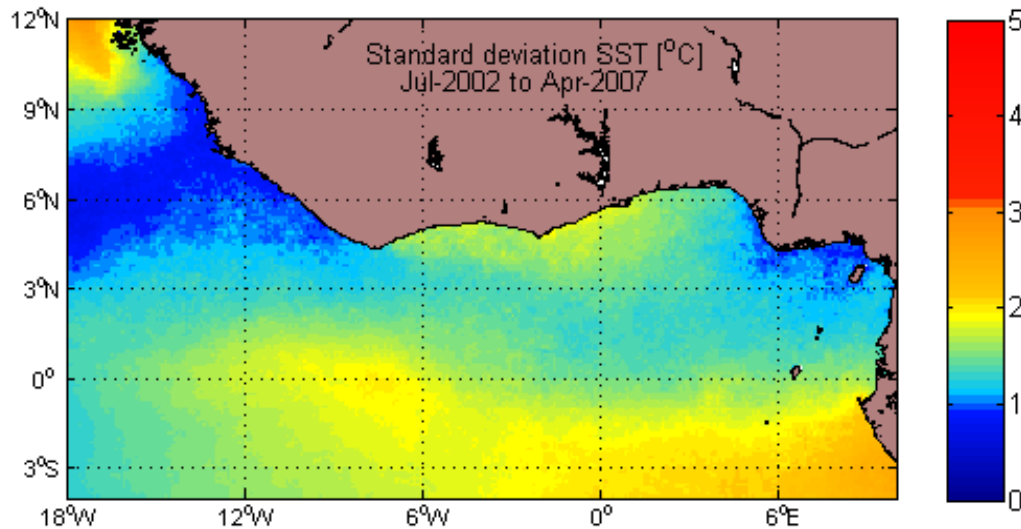 12°N
9°N
6°N
3°N
0°
3°S
18°W 12°W 6°W 0° 6°E
Standard deviation SST [°C]
Jul-2002 to Apr-2007
5
4
3
2
1
0